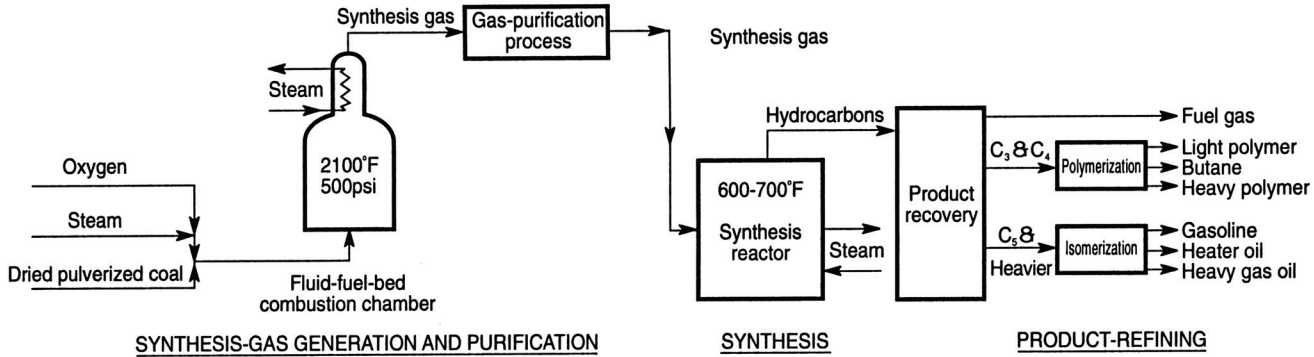 Synthesis gas
Gas-purification
process
Synthesis gas
Steam
2100°F
500psi
Oxygen
Steam
Dried pulverized coal
Fluid-fuel-bed
combustion chamber
Hydrocarbons
600-700°F
Synthesis
reactor
Steam
Product
recovery
Fuel gas
C₃ & C₄
Polymerization
Light polymer
Butane
Heavy polymer
C₅ &
Heavier
Isomerization
Gasoline
Heater oil
Heavy gas oil
SYNTHESIS-GAS GENERATION AND PURIFICATION
SYNTHESIS
PRODUCT-REFINING